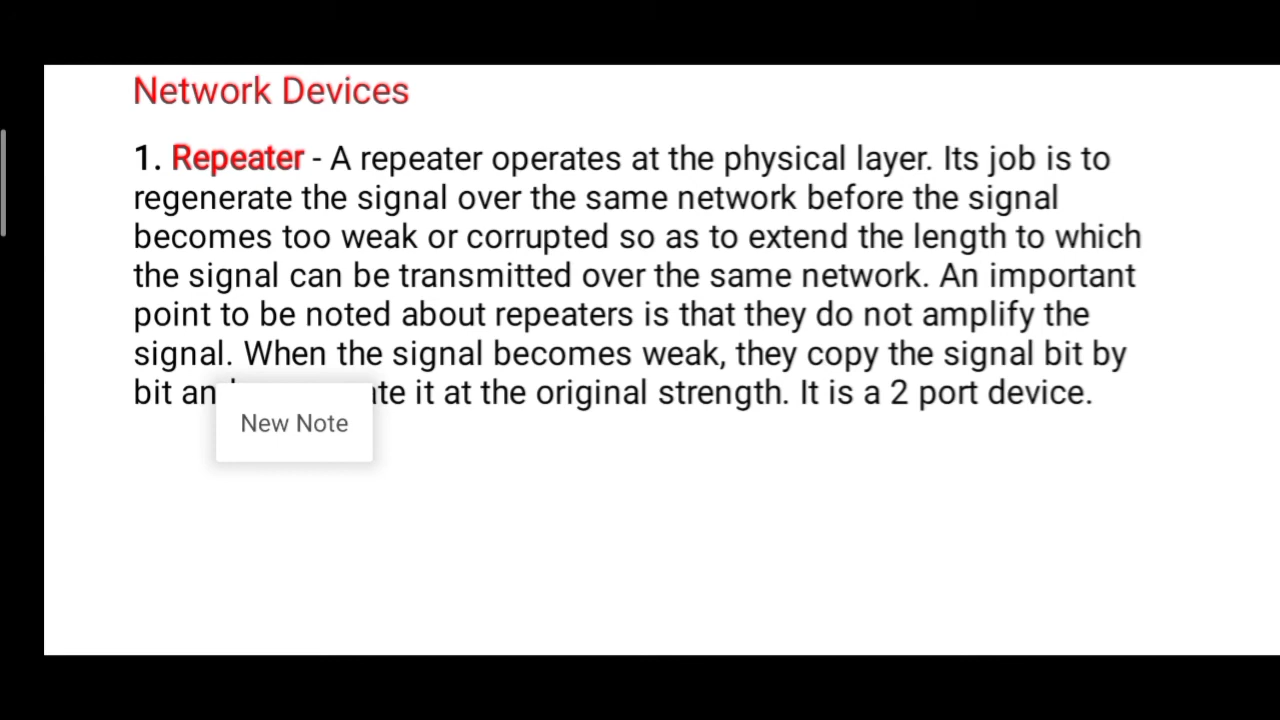 Network Devices
1. Repeater - A repeater operates at the physical layer. Its job is to
regenerate the signal over the same network before the signal
becomes too weak or corrupted so as to extend the length to which
the signal can be transmitted over the same network. An important
point to be noted about repeaters is that they do not amplify the
signal. When the signal becomes weak, they copy the signal bit by
bit it at the original strength. It is a 2 port device.
New Note